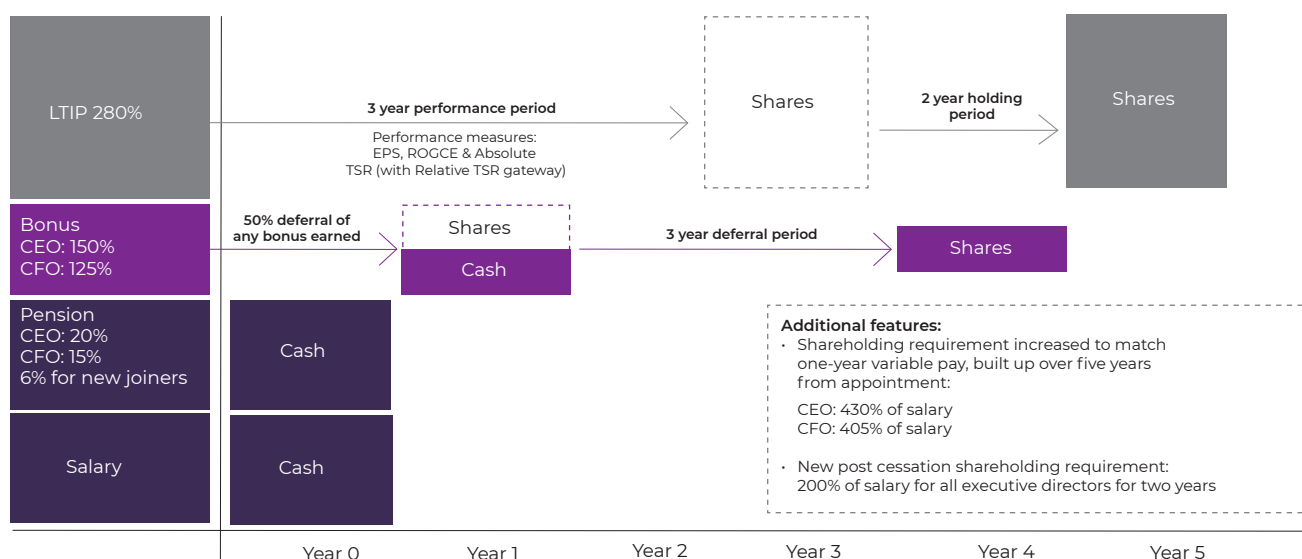 LTIP 280%
3 year performance period
Performance measures:
EPS, ROGCE & Absolute
TSR (with Relative TSR gateway)
Shares
2 year holding
period
Shares
Bonus
CEO: 150%
CFO: 125%
50% deferral of
any bonus earned
Shares
Cash
3 year deferral period
Shares
Pension
CEO: 20%
CFO: 15%
6% for new joiners
Cash
Salary
Cash
Additional features:
• Shareholding requirement increased to match
one-year variable pay, built up over five years
from appointment:
CEO: 430% of salary
CFO: 405% of salary
• New post cessation shareholding requirement:
200% of salary for all executive directors for two years
Year 0
Year 1
Year 2
Year 3
Year 4
Year 5